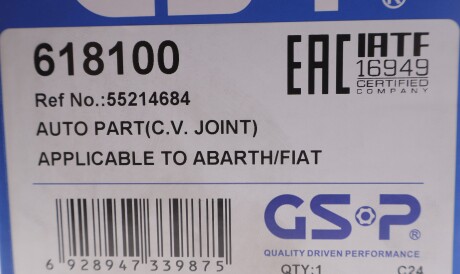 618100
EAC IATF
16949
CERTIFIED
COMPANY
Ref No.:55214684
AUTO PART(C.V. JOINT)
APPLICABLE TO ABARTH/FIAT
GSP®
QUALITY DRIVEN PERFORMANCE
6 928947 339875
QTY:1 C24